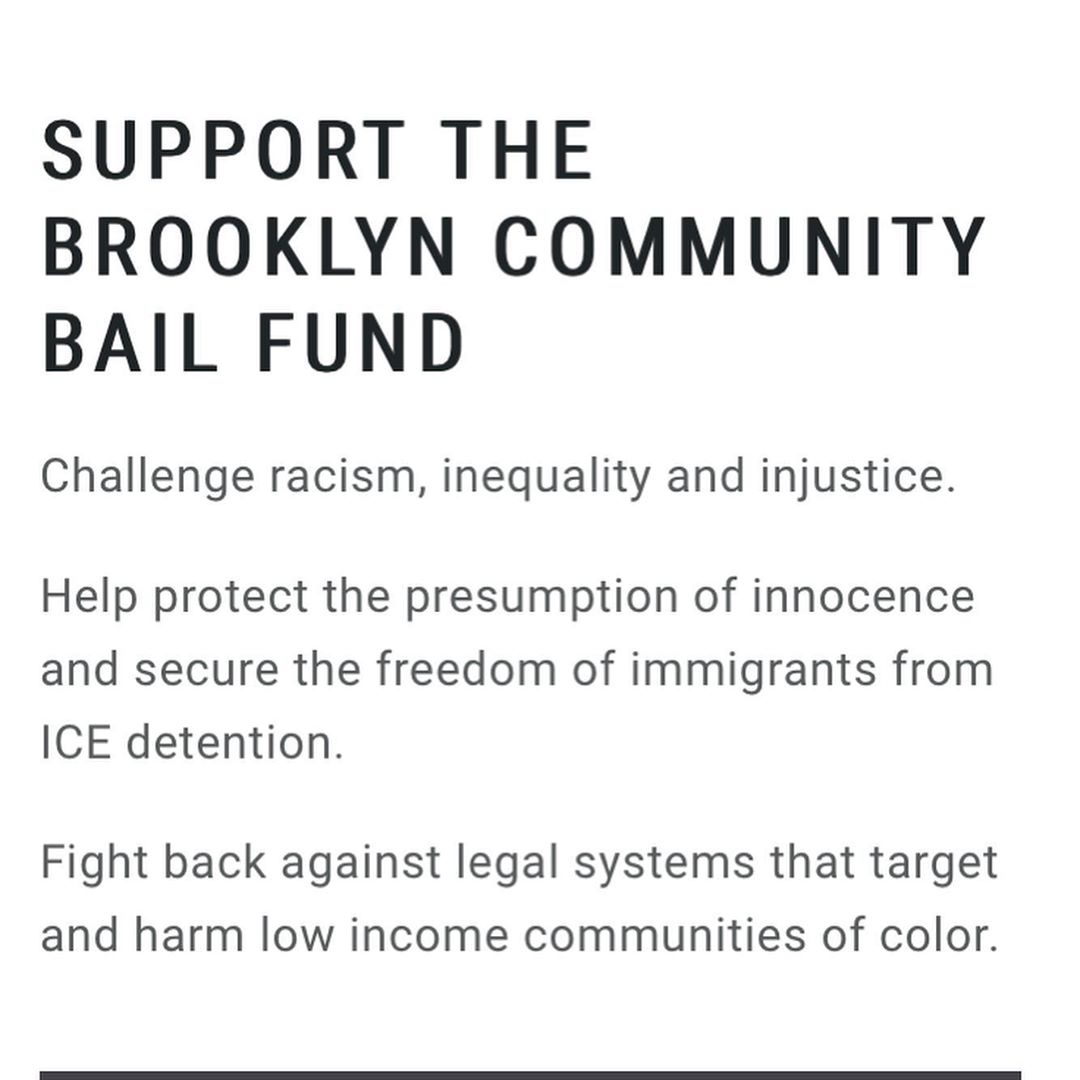 SUPPORT THE
BROOKLYN COMMUNITY
BAIL FUND
Challenge racism, inequality and injustice.
Help protect the presumption of innocence
and secure the freedom of immigrants from
ICE detention.
Fight back against legal systems that target
and harm low income communities of color.